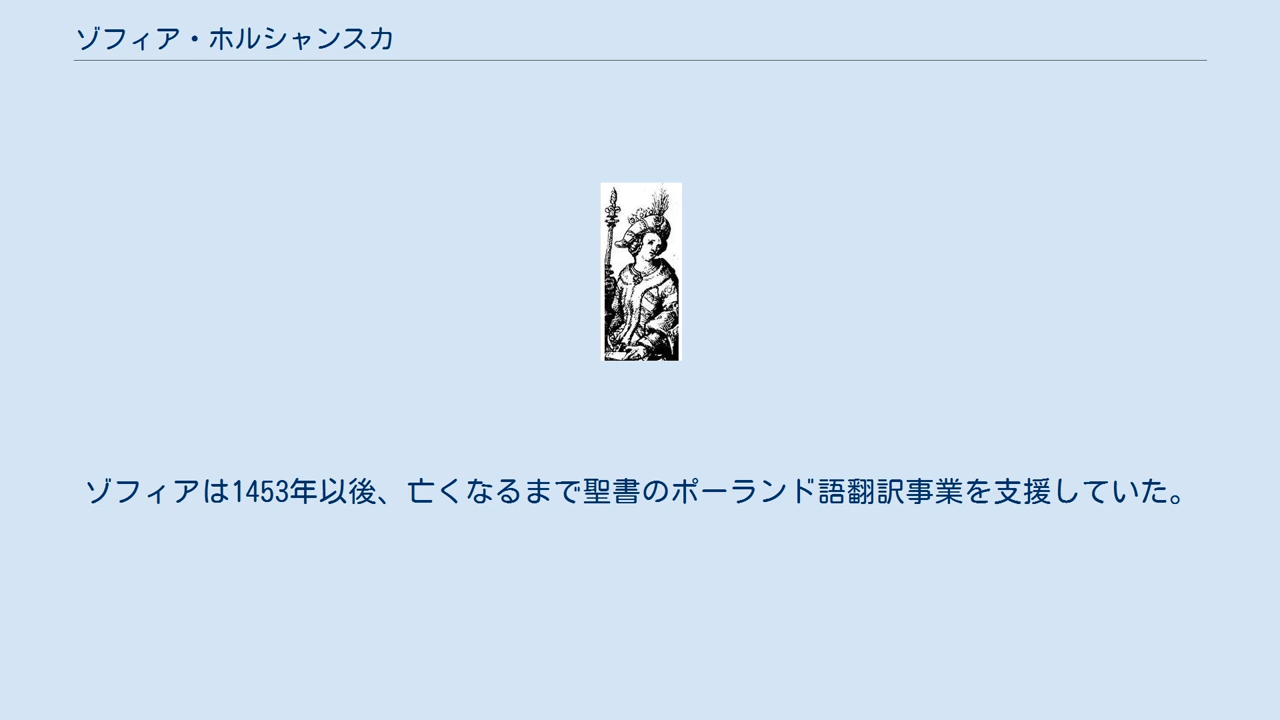 ゾフィア・ホルシャンスカ
ゾフィアは1453年以後、亡くなるまで聖書のポーランド語翻訳事業を支援していた。